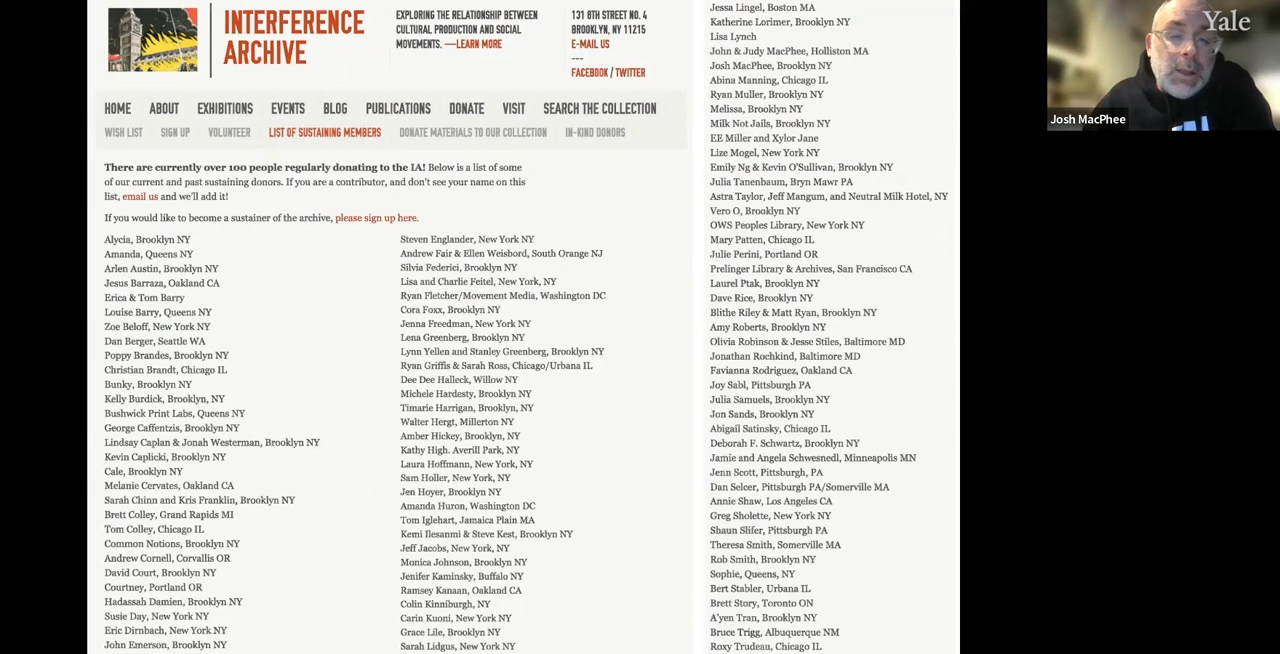 INTERFERENCE
ARCHIVE
EXPLORING THE RELATIONSHIP BETWEEN
CULTURAL PRODUCTION AND SOCIAL
MOVEMENTS. —LEARN MORE
131 8TH STREET NO. 4
BROOKLYN, NY 11215
E-MAIL US
---
FACEBOOK / TWITTER
HOME ABOUT EXHIBITIONS EVENTS BLOG PUBLICATIONS DONATE VISIT SEARCH THE COLLECTION
WISH LIST SIGN UP VOLUNTEER LIST OF SUSTAINING MEMBERS DONATE MATERIALS TO OUR COLLECTION IN-KIND DONORS
There are currently over 100 people regularly donating to the IA! Below is a list of some
of our current and past sustaining donors. If you are a contributor, and don't see your name on this
list, email us and we'll add it!
If you would like to become a sustainer of the archive, please sign up here.
Alycia, Brooklyn NY
Amanda, Queens NY
Arlen Austin, Brooklyn NY
Jesus Barraza, Oakland CA
Erica & Tom Barry
Louise Barry, Queens NY
Zoe Beloff, New York NY
Dan Berger, Seattle WA
Poppy Brandes, Brooklyn NY
Christian Brandt, Chicago IL
Bunky, Brooklyn NY
Kelly Burdick, Brooklyn, NY
Bushwick Print Labs, Queens NY
George Caffentzis, Brooklyn NY
Lindsay Caplan & Jonah Westerman, Brooklyn NY
Kevin Caplicki, Brooklyn NY
Cale, Brooklyn NY
Melanie Cervates, Oakland CA
Sarah Chinn and Kris Franklin, Brooklyn NY
Brett Colley, Grand Rapids MI
Tom Colley, Chicago IL
Common Notions, Brooklyn NY
Andrew Cornell, Corvallis OR
David Court, Brooklyn NY
Courtney, Portland OR
Hadassah Damien, Brooklyn NY
Susie Day, New York NY
Eric Dirnbach, New York NY
John Emerson, Brooklyn NY
Steven Englander, New York NY
Andrew Fair & Ellen Weisbord, South Orange NJ
Silvia Federici, Brooklyn NY
Lisa and Charlie Feitel, New York, NY
Ryan Fletcher/Movement Media, Washington DC
Cora Foxx, Brooklyn NY
Jenna Freedman, New York NY
Lena Greenberg, Brooklyn NY
Lynn Yellen and Stanley Greenberg, Brooklyn NY
Ryan Griffis & Sarah Ross, Chicago/Urbana IL
Dee Dee Halleck, Willow NY
Michele Hardesty, Brooklyn NY
Timarie Harrigan, Brooklyn, NY
Walter Hergt, Millerton NY
Amber Hickey, Brooklyn, NY
Kathy High. Averill Park, NY
Laura Hoffmann, New York, NY
Sam Holler, New York, NY
Jen Hoyer, Brooklyn NY
Amanda Huron, Washington DC
Tom Iglehart, Jamaica Plain MA
Kemi Ilesanmi & Steve Kest, Brooklyn NY
Jeff Jacobs, New York, NY
Monica Johnson, Brooklyn NY
Jenifer Kaminsky, Buffalo NY
Ramsey Kanaan, Oakland CA
Colin Kinniburgh, NY
Carin Kuoni, New York NY
Grace Lile, Brooklyn NY
Sarah Lidgus, New York NY
Jessa Lingel, Boston MA
Katherine Lorimer, Brooklyn NY
Lisa Lynch
John & Judy MacPhee, Holliston MA
Josh MacPhee, Brooklyn NY
Abina Manning, Chicago IL
Ryan Muller, Brooklyn NY
Melissa, Brooklyn NY
Milk Not Jails, Brooklyn NY
EE Miller and Xylor Jane
Lize Mogel, New York NY
Emily Ng & Kevin O'Sullivan, Brooklyn NY
Julia Tanenbaum, Bryn Mawr PA
Astra Taylor, Jeff Mangum, and Neutral Milk Hotel, NY
Vero O, Brooklyn NY
OWS Peoples Library, New York NY
Mary Patten, Chicago IL
Julie Perini, Portland OR
Prelinger Library & Archives, San Francisco CA
Laurel Ptak, Brooklyn NY
Dave Rice, Brooklyn NY
Blithe Riley & Matt Ryan, Brooklyn NY
Amy Roberts, Brooklyn NY
Olivia Robinson & Jesse Stiles, Baltimore MD
Jonathan Rochkind, Baltimore MD
Favianna Rodriguez, Oakland CA
Joy Sabl, Pittsburgh PA
Julia Samuels, Brooklyn NY
Jon Sands, Brooklyn NY
Abigail Satinsky, Chicago IL
Deborah F. Schwartz, Brooklyn NY
Jamie and Angela Schwesnedl, Minneapolis MN
Jenn Scott, Pittsburgh, PA
Dan Selcer, Pittsburgh PA/Somerville MA
Annie Shaw, Los Angeles CA
Greg Sholette, New York NY
Shaun Slifer, Pittsburgh PA
Theresa Smith, Somerville MA
Rob Smith, Brooklyn NY
Sophie, Queens, NY
Bert Stabler, Urbana IL
Brett Story, Toronto ON
A'yen Tran, Brooklyn NY
Bruce Trigg, Albuquerque NM
Roxy Trudeau, Chicago IL
Yale
Josh MacPhee